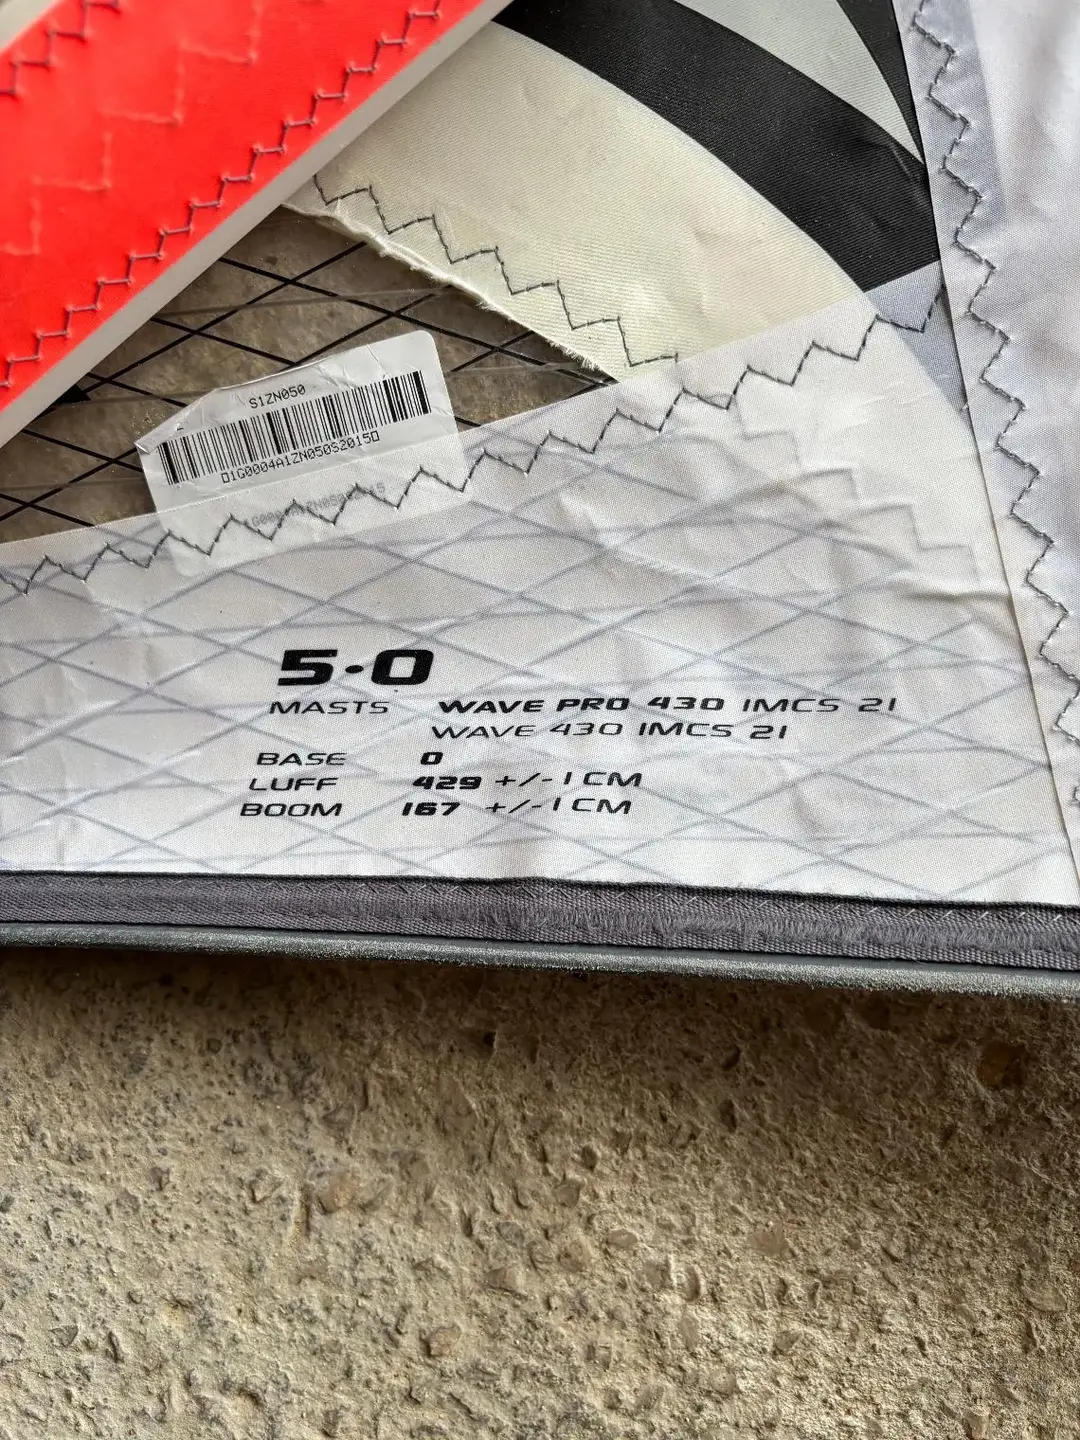 S1ZN050
01G0004A1ZN050S20150
5.0
MASTS WAVE PRO 430 IMCS 21
WAVE 430 IMCS 21
BASE 0
LUFF 429 +/- 1 CM
BOOM 167 +/- 1 CM